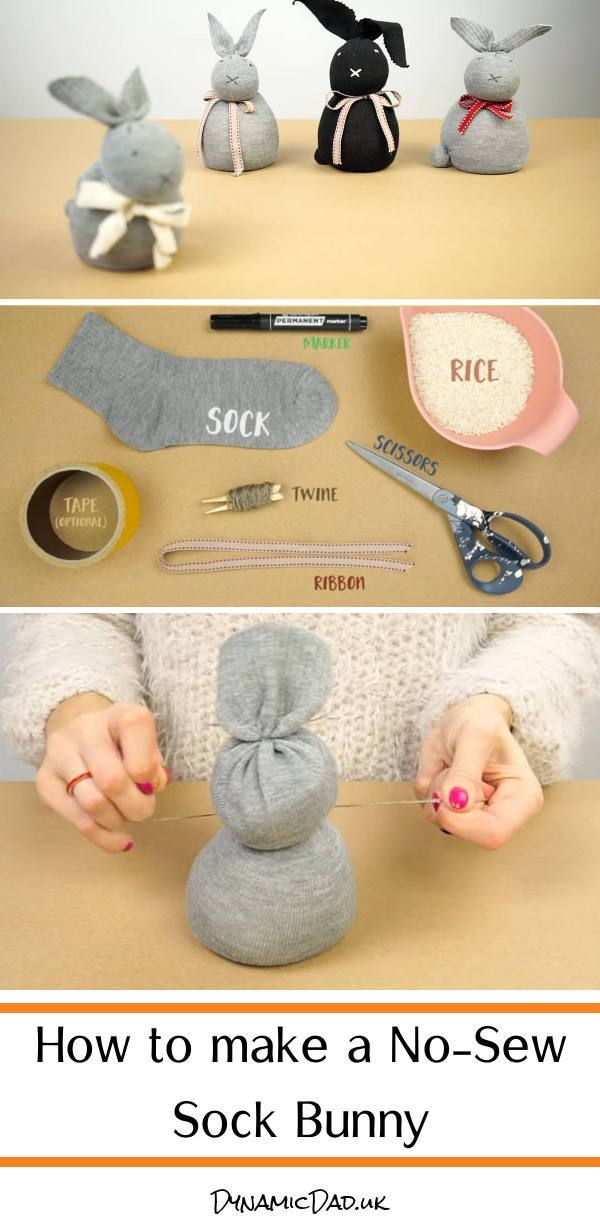 PERMANENT marker
MARKER
RICE
SOCK
SCISSORS
TAPE
(OPTIONAL)
TWINE
RIBBON
How to make a No-Sew
Sock Bunny
DYNAMICDAD.UK